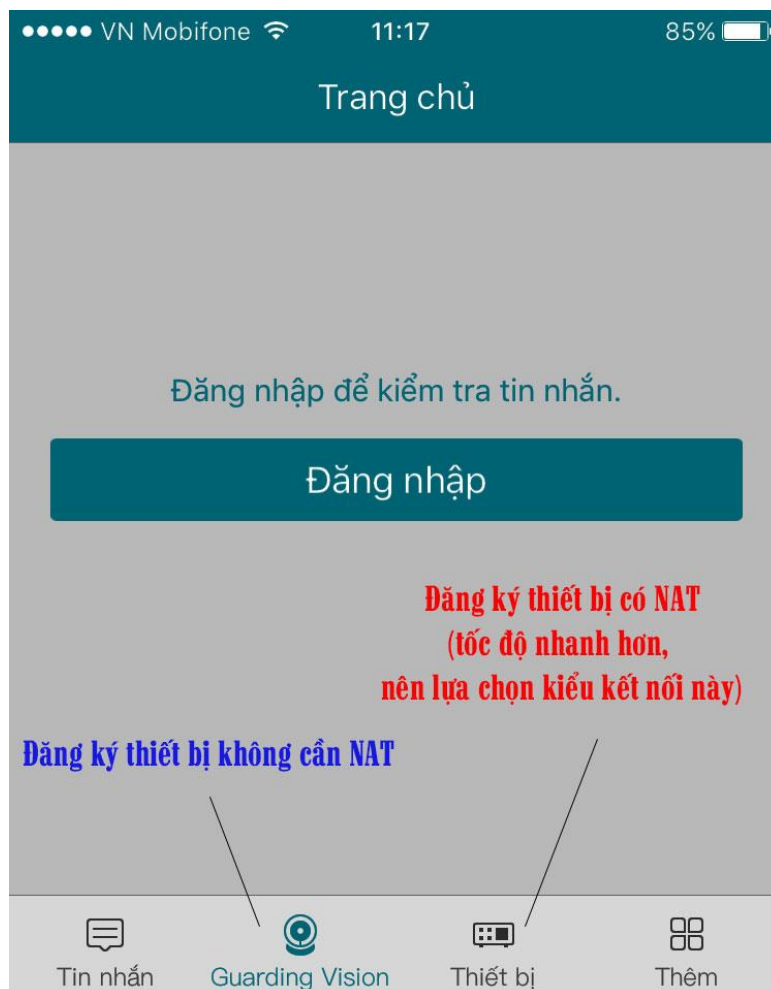 VN Mobifone 11:17 85%
Trang chủ
Đăng nhập để kiểm tra tin nhắn.
Đăng nhập
Đăng ký thiết bị có NAT
(tốc độ nhanh hơn,
nên lựa chọn kiểu kết nối này)
Đăng ký thiết bị không cần NAT
Tin nhắn Guarding Vision Thiết bị Thêm